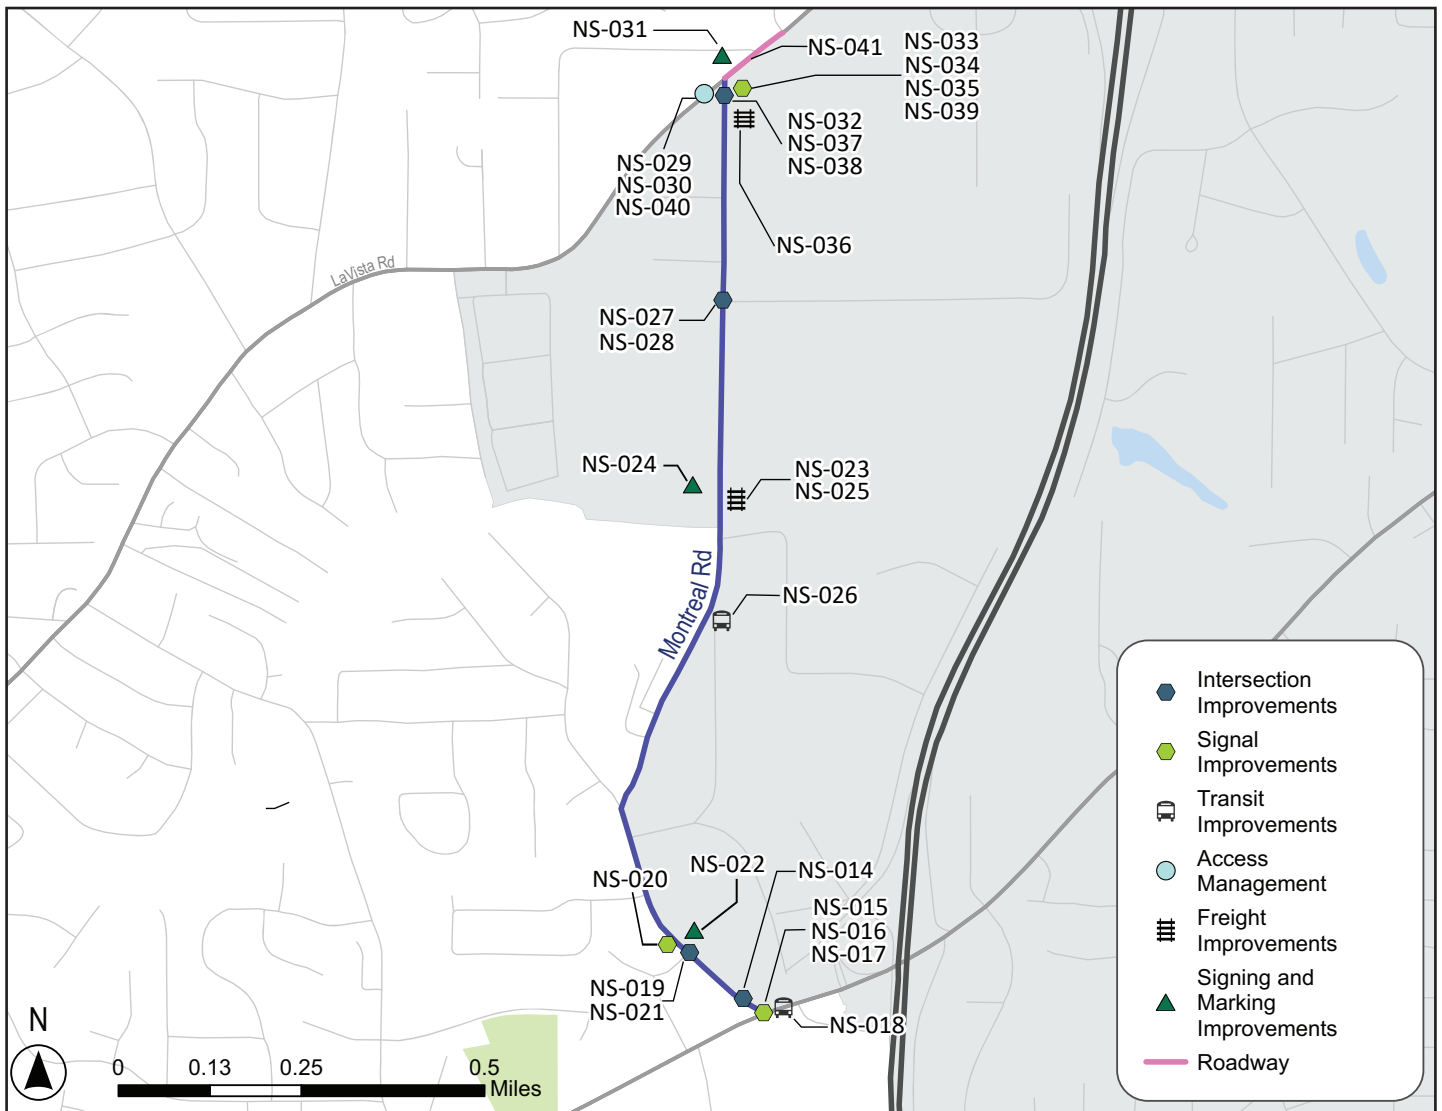 NS-031
NS-041
NS-033
NS-034
NS-035
NS-039
NS-032
NS-037
NS-038
NS-029
NS-030
NS-040
NS-036
LaVista Rd
NS-027
NS-028
NS-024
NS-023
NS-025
Montreal Rd
NS-026
NS-022
NS-014
NS-020
NS-015
NS-016
NS-017
NS-019
NS-021
NS-018
N
0 0.13 0.25 0.5
Miles
Intersection
Improvements
Signal
Improvements
Transit
Improvements
Access
Management
Freight
Improvements
Signing and
Marking
Improvements
Roadway